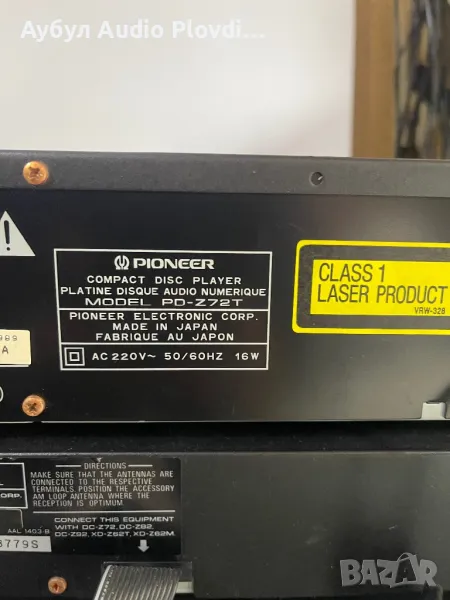 Аубул Audio Plovdi...
PIONEER
COMPACT DISC PLAYER
PLATINE DISQUE AUDIO NUMERIQUE
MODEL PD-Z72T
PIONEER ELECTRONIC CORP.
MADE IN JAPAN
FABRIQUE AU JAPON
AC 220V~ 50/60HZ 16W
CLASS 1
LASER PRODUCT
VRW-328
A
DIRECTIONS
MAKE SURE THAT THE ANTENNAS ARE
CONNECTED TO THE RESPECTIVE
TERMINALS POSITION THE ACCESSORY
AM LOOP ANTENNA WHERE THE
RECEPTION IS OPTIMUM.
CORP.
AAL 1403-B
8779S
CONNECT THIS EQUIPMENT
WITH DC-Z72, DC-Z82,
DC-Z92, XD-Z62T, XD-Z62M.
BAZAR